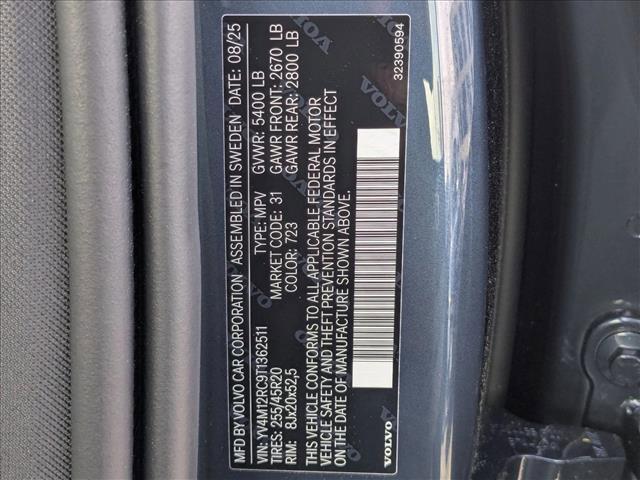 MFD BY VOLVO CAR CORPORATION ASSEMBLED IN SWEDEN DATE: 08/25
VIN: YV4M12RC9T1362511 TYPE: MPV GVWR: 5400 LB
TIRES: 255/45R20 MARKET CODE: 31 GAWR FRONT: 2670 LB
RIM: 8Jx20x52,5 COLOR: 723 GAWR REAR: 2800 LB
THIS VEHICLE CONFORMS TO ALL APPLICABLE FEDERAL MOTOR
VEHICLE SAFETY AND THEFT PREVENTION STANDARDS IN EFFECT
ON THE DATE OF MANUFACTURE SHOWN ABOVE.
VOLVO
32390594